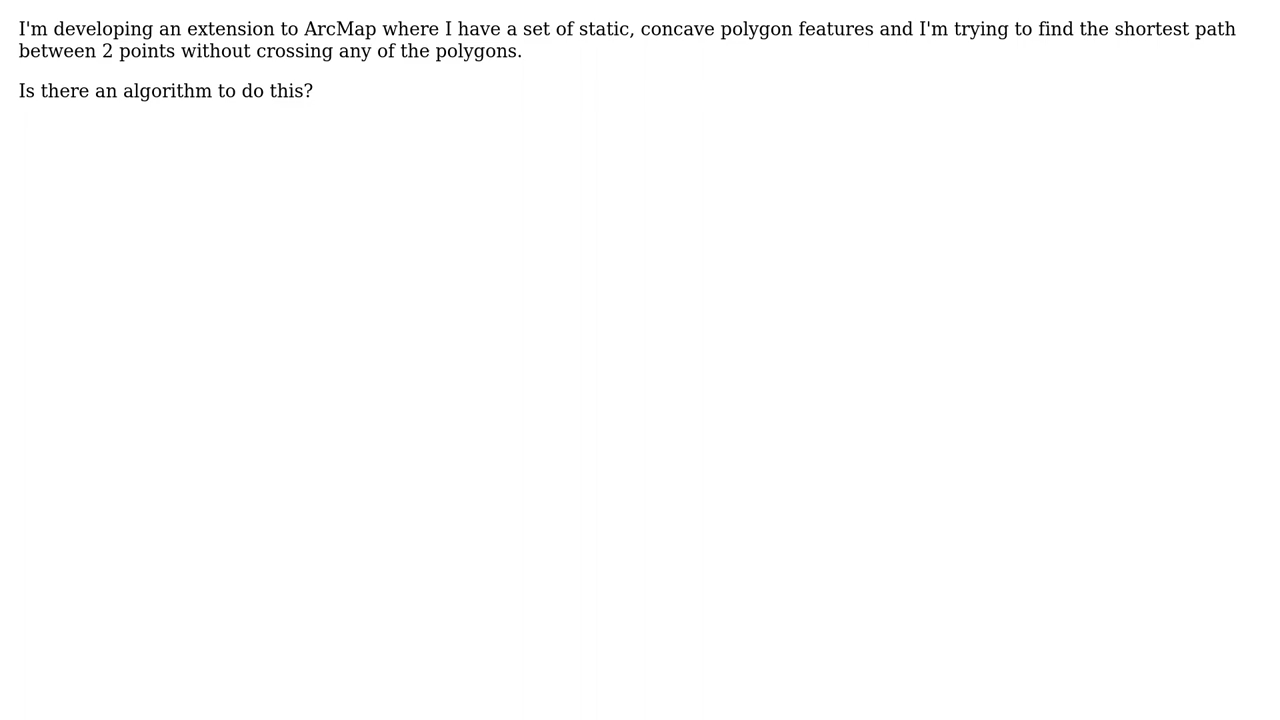 I'm developing an extension to ArcMap where I have a set of static, concave polygon features and I'm trying to find the shortest path
between 2 points without crossing any of the polygons.
Is there an algorithm to do this?